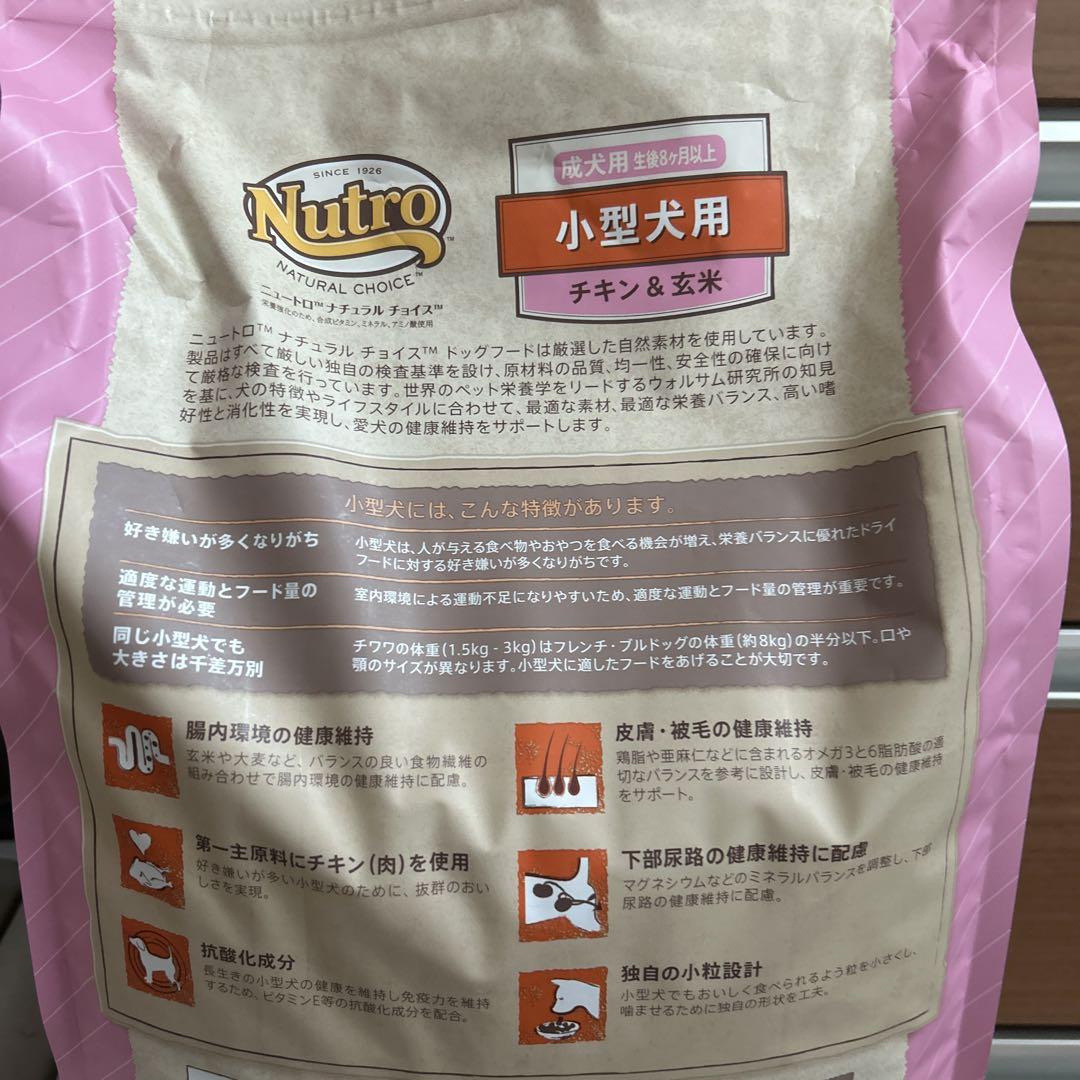 SINCE 1926
Nutro™
NATURAL CHOICE™
ニュートロ™ ナチュラル チョイス™
栄養強化のため、合成ビタミン、ミネラル、アミノ酸使用
成犬用 生後8ヶ月以上
小型犬用
チキン & 玄米
ニュートロ™ ナチュラル チョイス™ ドッグフードは厳選した自然素材を使用しています。
製品はすべて厳しい独自の検査基準を設け、原材料の品質、均一性、安全性の確保に向け
て厳格な検査を行っています。世界のペット栄養学をリードするウォルサム研究所の知見
を基に、犬の特徴やライフスタイルに合わせて、最適な素材、最適な栄養バランス、高い嗜
好性と消化性を実現し、愛犬の健康維持をサポートします。
小型犬には、こんな特徴があります。
好き嫌いが多くなりがち
小型犬は、人が与える食べ物やおやつを食べる機会が増え、栄養バランスに優れたドライ
フードに対する好き嫌いが多くなりがちです。
適度な運動とフード量の
管理が必要
室内環境による運動不足になりやすいため、適度な運動とフード量の管理が重要です。
同じ小型犬でも
大きさは千差万別
チワワの体重(1.5kg - 3kg)はフレンチ・ブルドッグの体重(約8kg)の半分以下。口や
顎のサイズが異なります。小型犬に適したフードをあげることが大切です。
腸内環境の健康維持
玄米や大麦など、バランスの良い食物繊維の
組み合わせで腸内環境の健康維持に配慮。
第一主原料にチキン(肉)を使用
好き嫌いが多い小型犬のために、抜群のおい
しさを実現。
抗酸化成分
長生きの小型犬の健康を維持し免疫力を維持
するため、ビタミンE等の抗酸化成分を配合。
皮膚・被毛の健康維持
鶏脂や亜麻仁などに含まれるオメガ3と6脂肪酸の適
切なバランスを参考に設計し、皮膚・被毛の健康維持
をサポート。
下部尿路の健康維持に配慮
マグネシウムなどのミネラルバランスを調整し、下部
尿路の健康維持に配慮。
独自の小粒設計
小型犬でもおいしく食べられるよう粒を小さくし、
噛ませるために独自の形状を工夫。